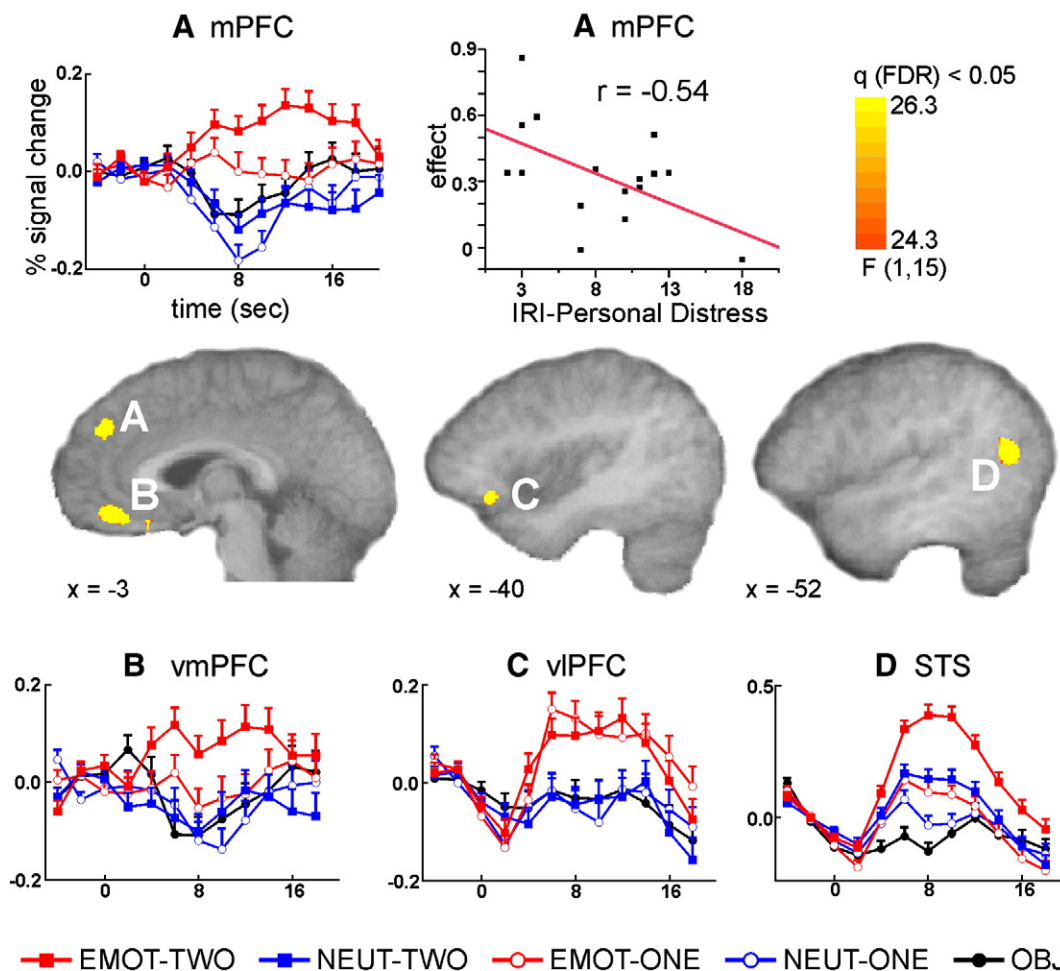 A mPFC
0.2
0.0
-0.2
% signal change
0 8 16
time (sec)
A mPFC
0.9
0.6
0.3
0
effect
r = -0.54
3 8 13 18
IRI-Personal Distress
q (FDR) < 0.05
26.3
24.3
F (1,15)
A
B
x = -3
C
x = -40
D
x = -52
B vmPFC
0.2
0.0
-0.2
0 8 16
C vlPFC
0.2
0.0
-0.2
0 8 16
D STS
0.5
0.0
0 8 16
EMOT-TWO NEUT-TWO EMOT-ONE NEUT-ONE OB.